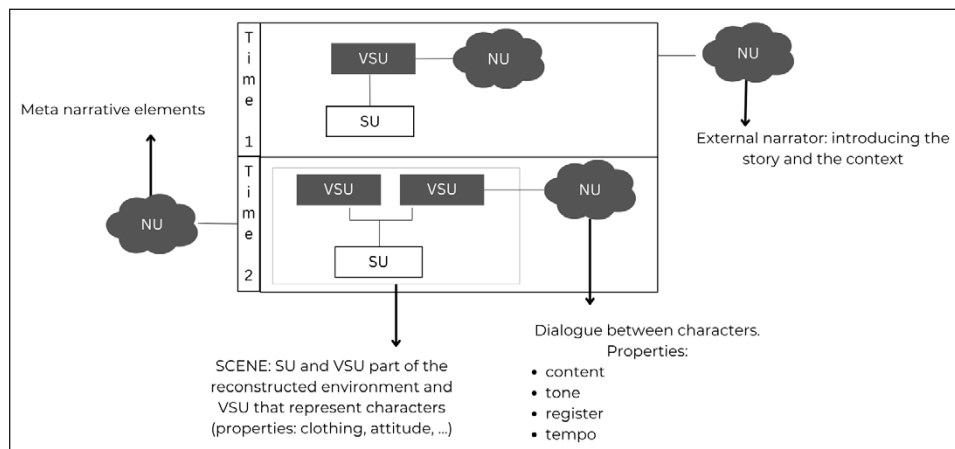 Time 1
VSU
NU
SU
NU
Meta narrative elements
External narrator: introducing the
story and the context
Time 2
VSU
VSU
NU
NU
SU
Dialogue between characters.
Properties:
• content
• tone
• register
• tempo
SCENE: SU and VSU part of the
reconstructed environment and
VSU that represent characters
(properties: clothing, attitude, ...)